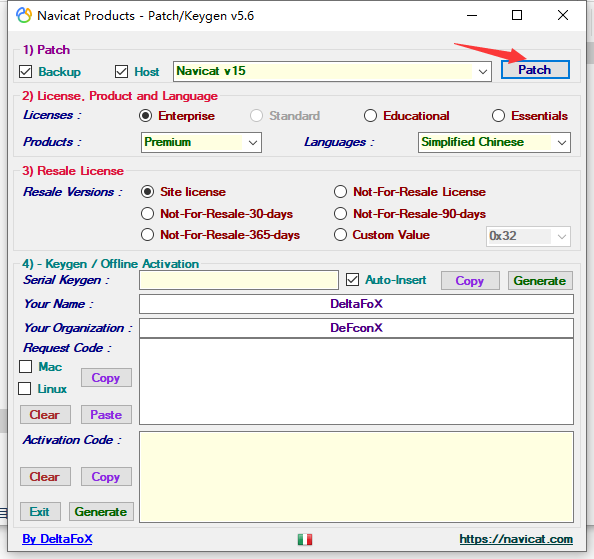 Navicat Products - Patch/Keygen v5.6
1) Patch
Backup Host Navicat v15 Patch
2) License, Product and Language
Licenses : Enterprise Standard Educational Essentials
Products : Premium Languages : Simplified Chinese
3) Resale License
Resale Versions : Site license Not-For-Resale License
Not-For-Resale-30-days Not-For-Resale-90-days
Not-For-Resale-365-days Custom Value 0x32
4) - Keygen / Offline Activation
Serial Keygen : Auto-Insert Copy Generate
Your Name : DeltaFoX
Your Organization : DeFconX
Request Code :
Mac
Copy
Linux
Clear Paste
Activation Code :
Clear Copy
Exit Generate
By DeltaFoX https://navicat.com